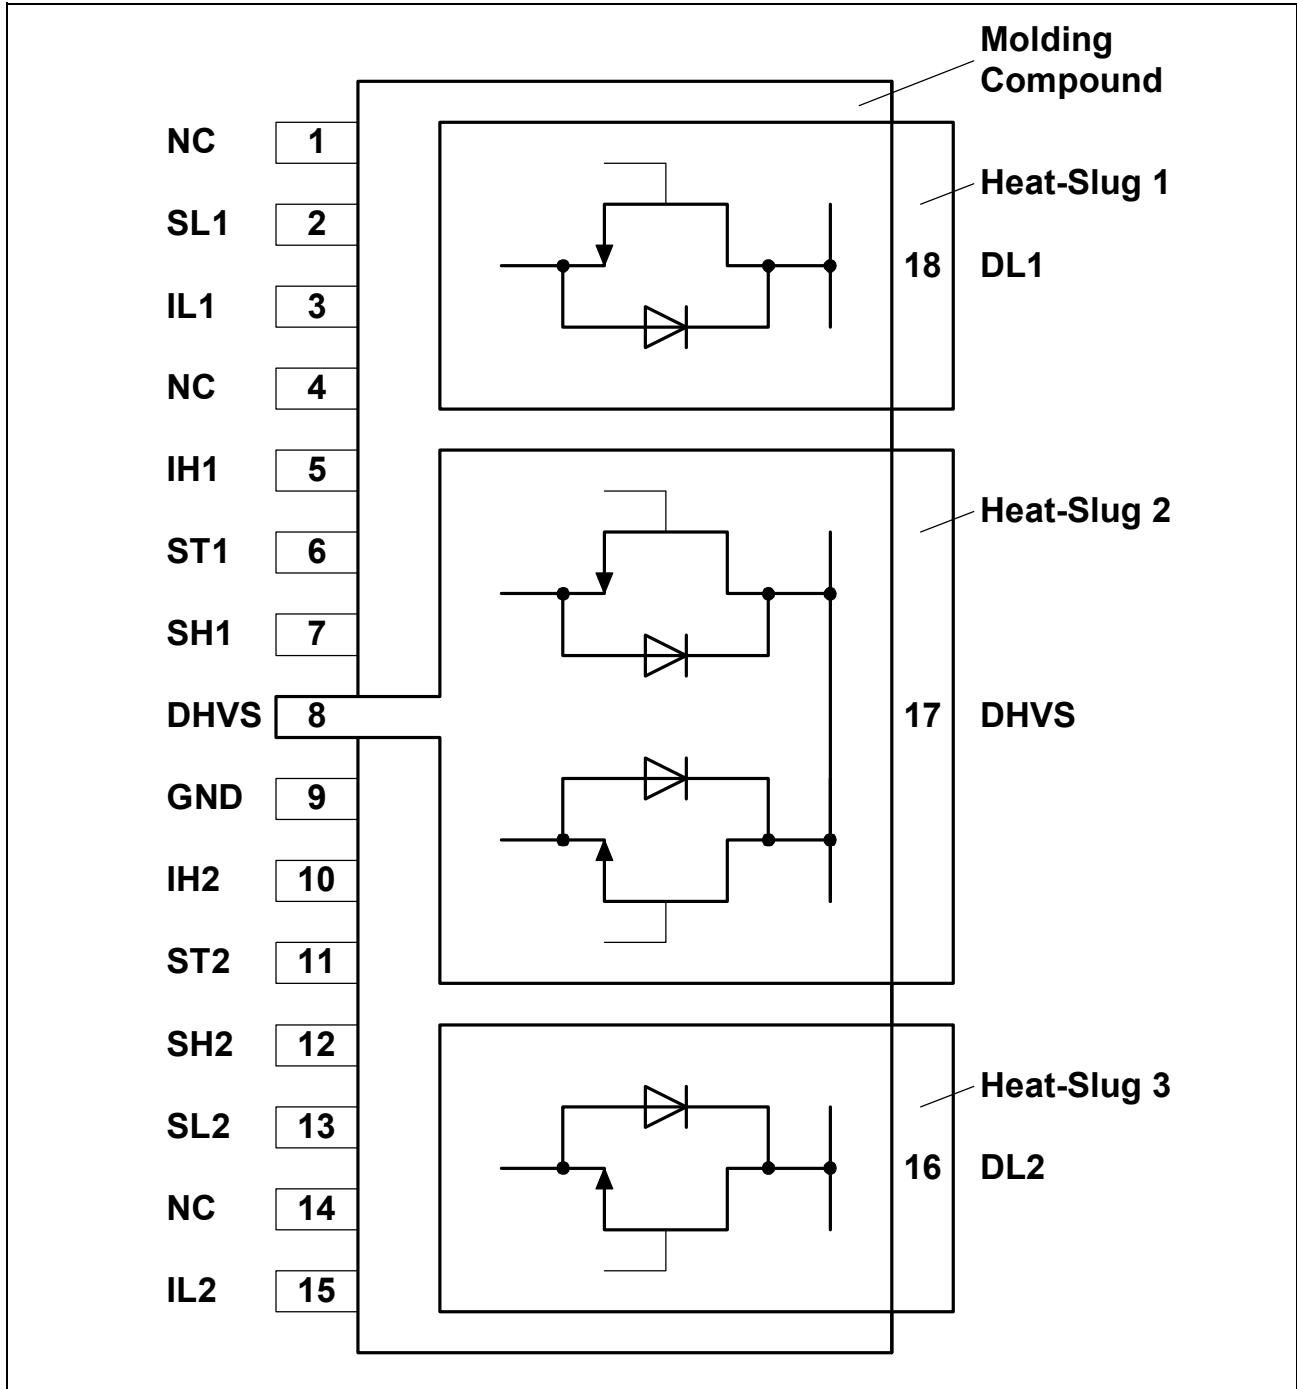 Molding
Compound
NC 1
SL1 2
IL1 3
NC 4
IH1 5
ST1 6
SH1 7
DHVS 8
GND 9
IH2 10
ST2 11
SH2 12
SL2 13
NC 14
IL2 15
Heat-Slug 1
18 DL1
Heat-Slug 2
17 DHVS
Heat-Slug 3
16 DL2